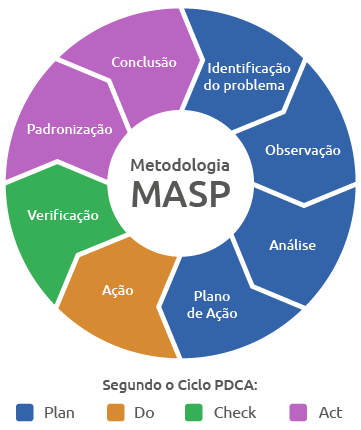 Conclusão
Identificação
do problema
Padronização
Observação
Metodologia
MASP
Verificação
Análise
Ação
Plano
de Ação
Segundo o Ciclo PDCA:
Plan
Do
Check
Act